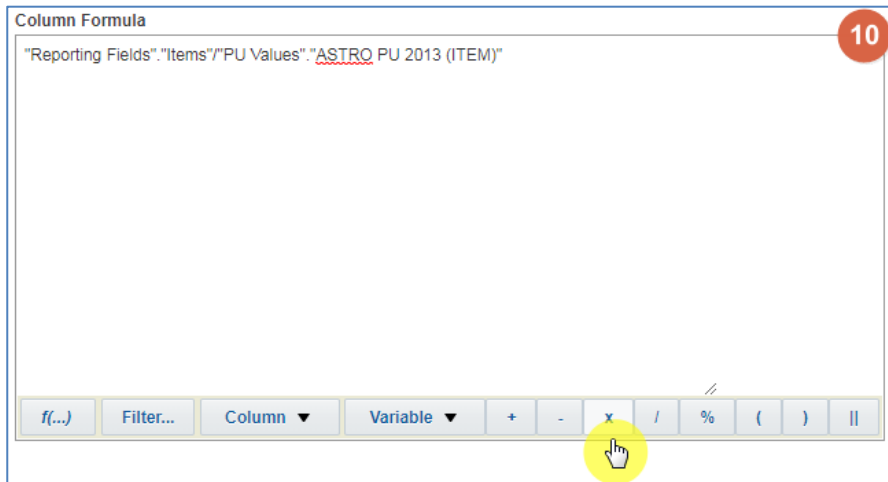 Column Formula
10
"Reporting Fields"."Items"/"PU Values"."ASTRO PU 2013 (ITEM)"
f(...) Filter... Column ▼ Variable ▼ + - x / % ( ) ||